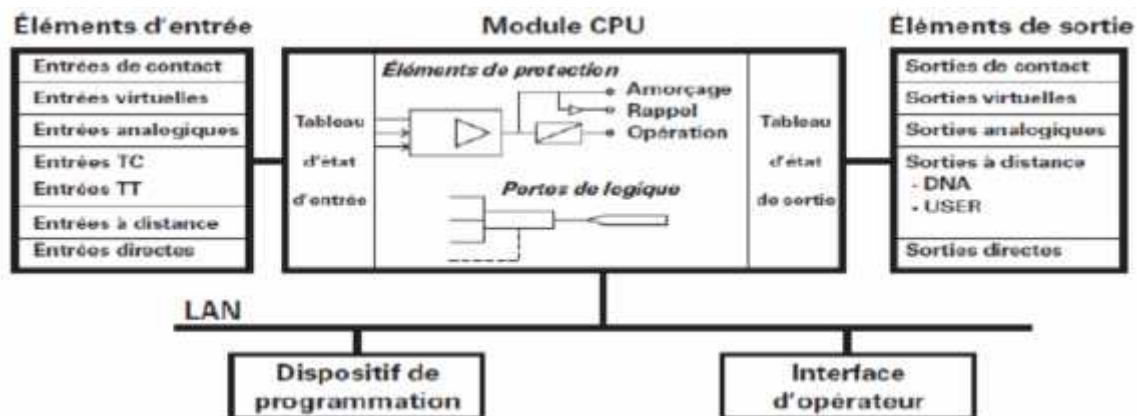 Éléments d'entrée
Module CPU
Éléments de sortie
Entrées de contact
Entrées virtuelles
Entrées analogiques
Entrées TC
Entrées TT
Entrées à distance
Entrées directes
Tableau
d'état
d'entrée
Éléments de protection
Amorçage
Rappel
Opération
Portes de logique
Tableau
d'état
de sortie
Sorties de contact
Sorties virtuelles
Sorties analogiques
Sorties à distance
- DNA
- USER
Sorties directes
LAN
Dispositif de
programmation
Interface
d'opérateur